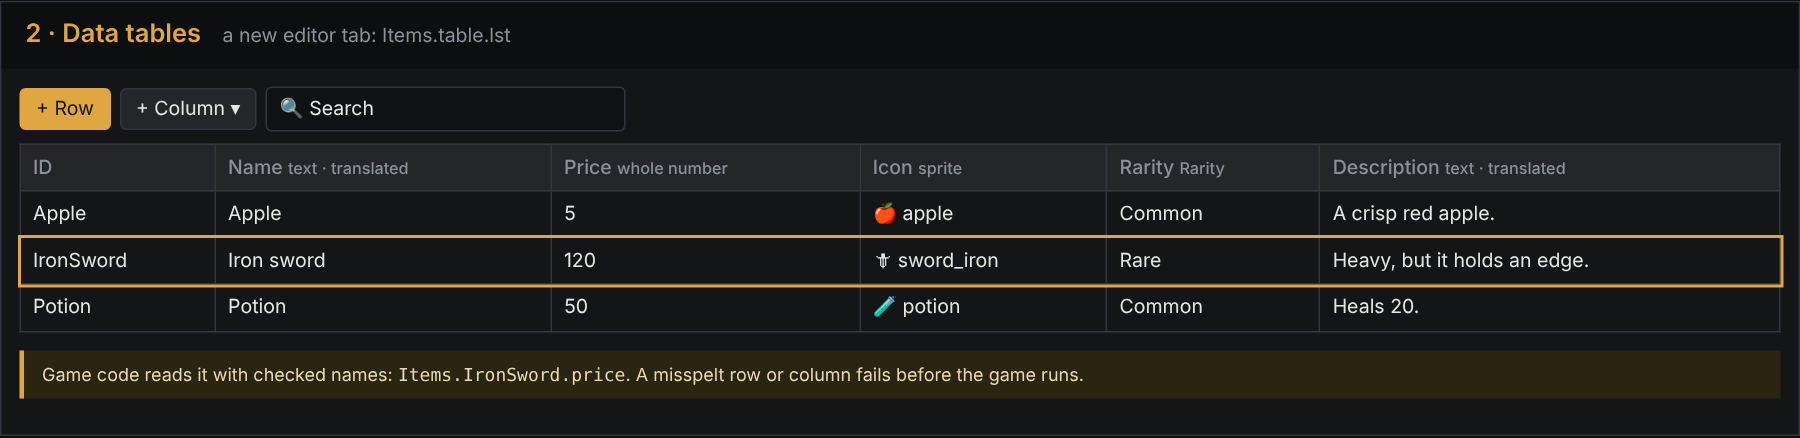 2 · Data tables a new editor tab: Items.table.lst
+ Row + Column ▾ 🔍 Search
ID Name text · translated Price whole number Icon sprite Rarity Rarity Description text · translated
Apple Apple 5 🍎 apple Common A crisp red apple.
IronSword Iron sword 120 🗡 sword_iron Rare Heavy, but it holds an edge.
Potion Potion 50 🧪 potion Common Heals 20.
Game code reads it with checked names: Items.IronSword.price. A misspelt row or column fails before the game runs.